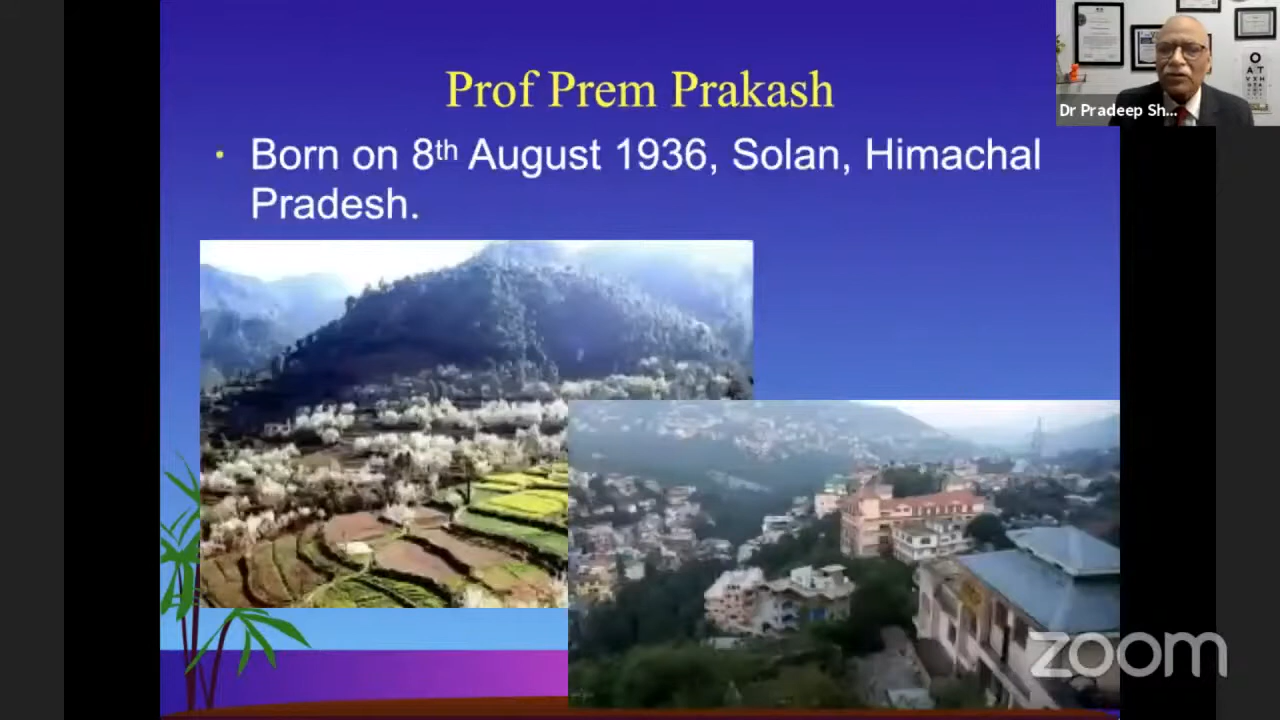 Prof Prem Prakash
• Born on 8th August 1936, Solan, Himachal
Pradesh.
Dr Pradeep Sh...
O
A T
zoom